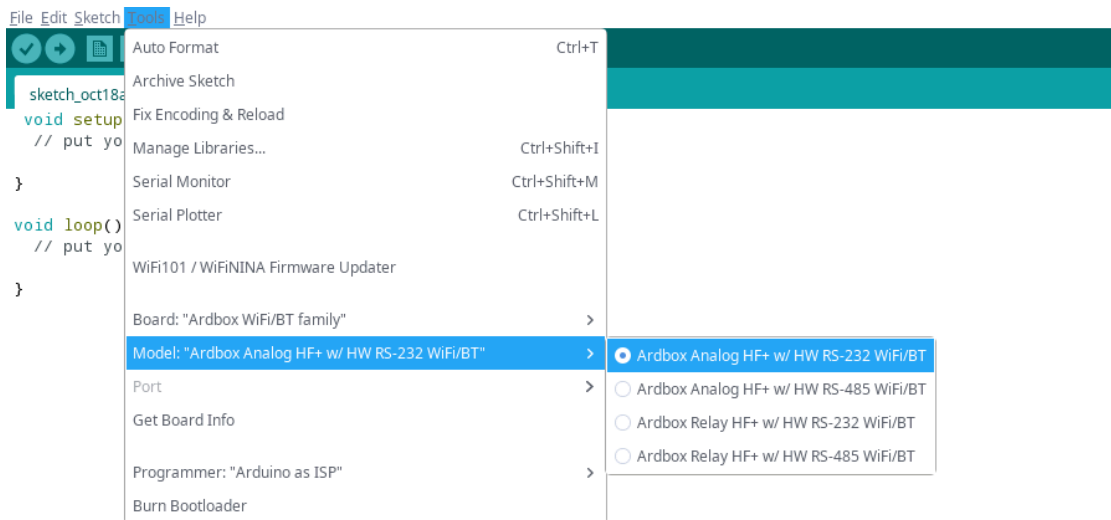 File Edit Sketch Tools Help
Auto Format Ctrl+T
Archive Sketch
Fix Encoding & Reload
Manage Libraries... Ctrl+Shift+I
Serial Monitor Ctrl+Shift+M
Serial Plotter Ctrl+Shift+L
WiFi101 / WiFiNINA Firmware Updater
Board: "Ardbox WiFi/BT family"
Model: "Ardbox Analog HF+ w/ HW RS-232 WiFi/BT"
Port
Get Board Info
Programmer: "Arduino as ISP"
Burn Bootloader
Ardbox Analog HF+ w/ HW RS-232 WiFi/BT
Ardbox Analog HF+ w/ HW RS-485 WiFi/BT
Ardbox Relay HF+ w/ HW RS-232 WiFi/BT
Ardbox Relay HF+ w/ HW RS-485 WiFi/BT
sketch_oct18a
void setup
// put yo
}
void loop()
// put yo
}